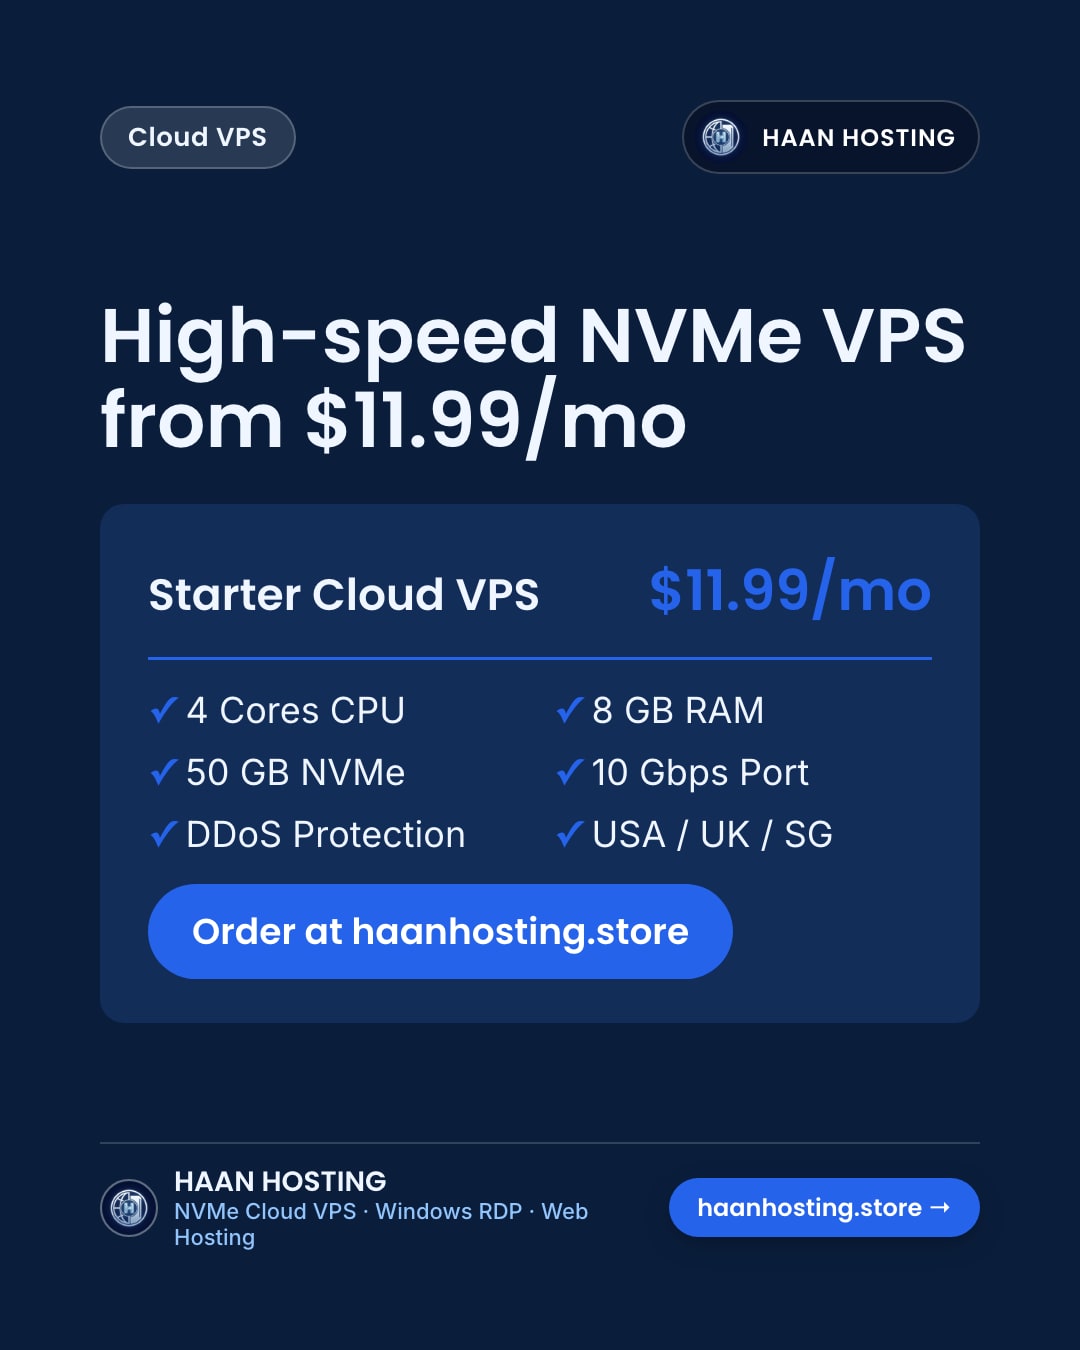 Cloud VPS
HAAN HOSTING
High-speed NVMe VPS
from $11.99/mo
Starter Cloud VPS
$11.99/mo
✓ 4 Cores CPU
✓ 8 GB RAM
✓ 50 GB NVMe
✓ 10 Gbps Port
✓ DDoS Protection
✓ USA / UK / SG
Order at haanhosting.store
HAAN HOSTING
NVMe Cloud VPS · Windows RDP · Web
Hosting
haanhosting.store →